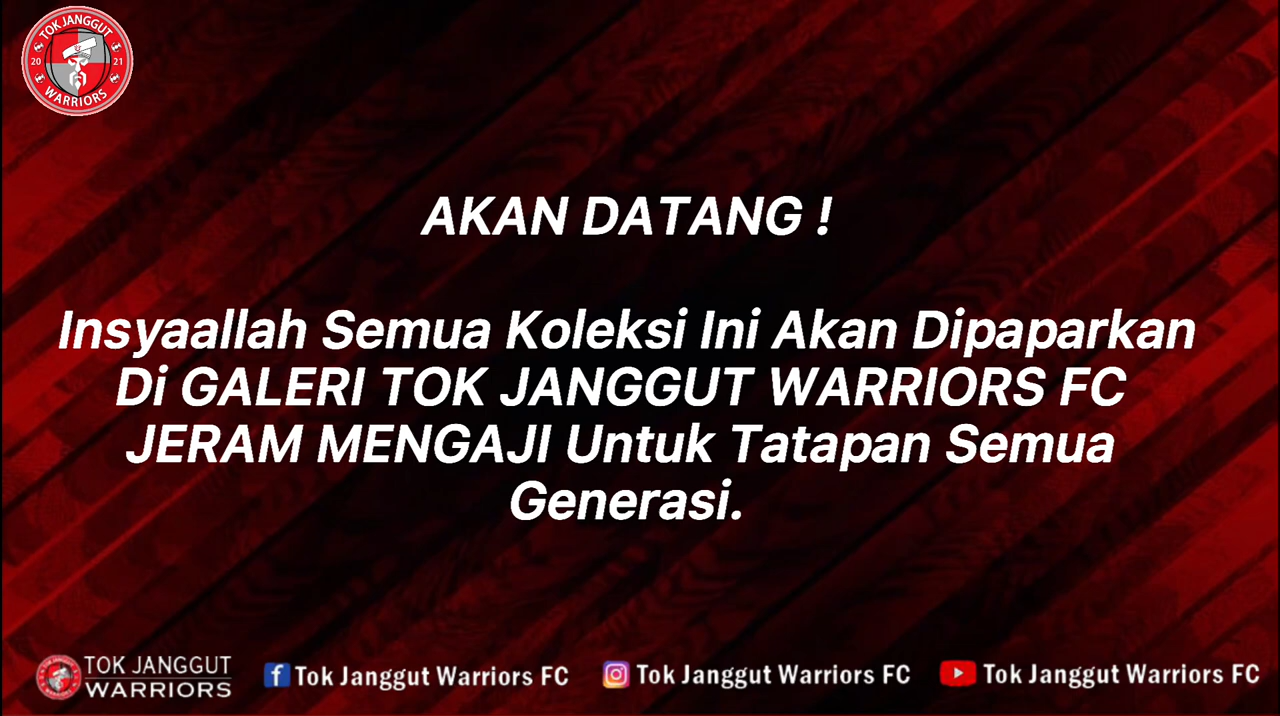 TOK JANGGUT
20 21
WARRIORS
AKAN DATANG !
Insyaallah Semua Koleksi Ini Akan Dipaparkan
Di GALERI TOK JANGGUT WARRIORS FC
JERAM MENGAJI Untuk Tatapan Semua
Generasi.
TOK JANGGUT
WARRIORS
Tok Janggut Warriors FC
Tok Janggut Warriors FC
Tok Janggut Warriors FC